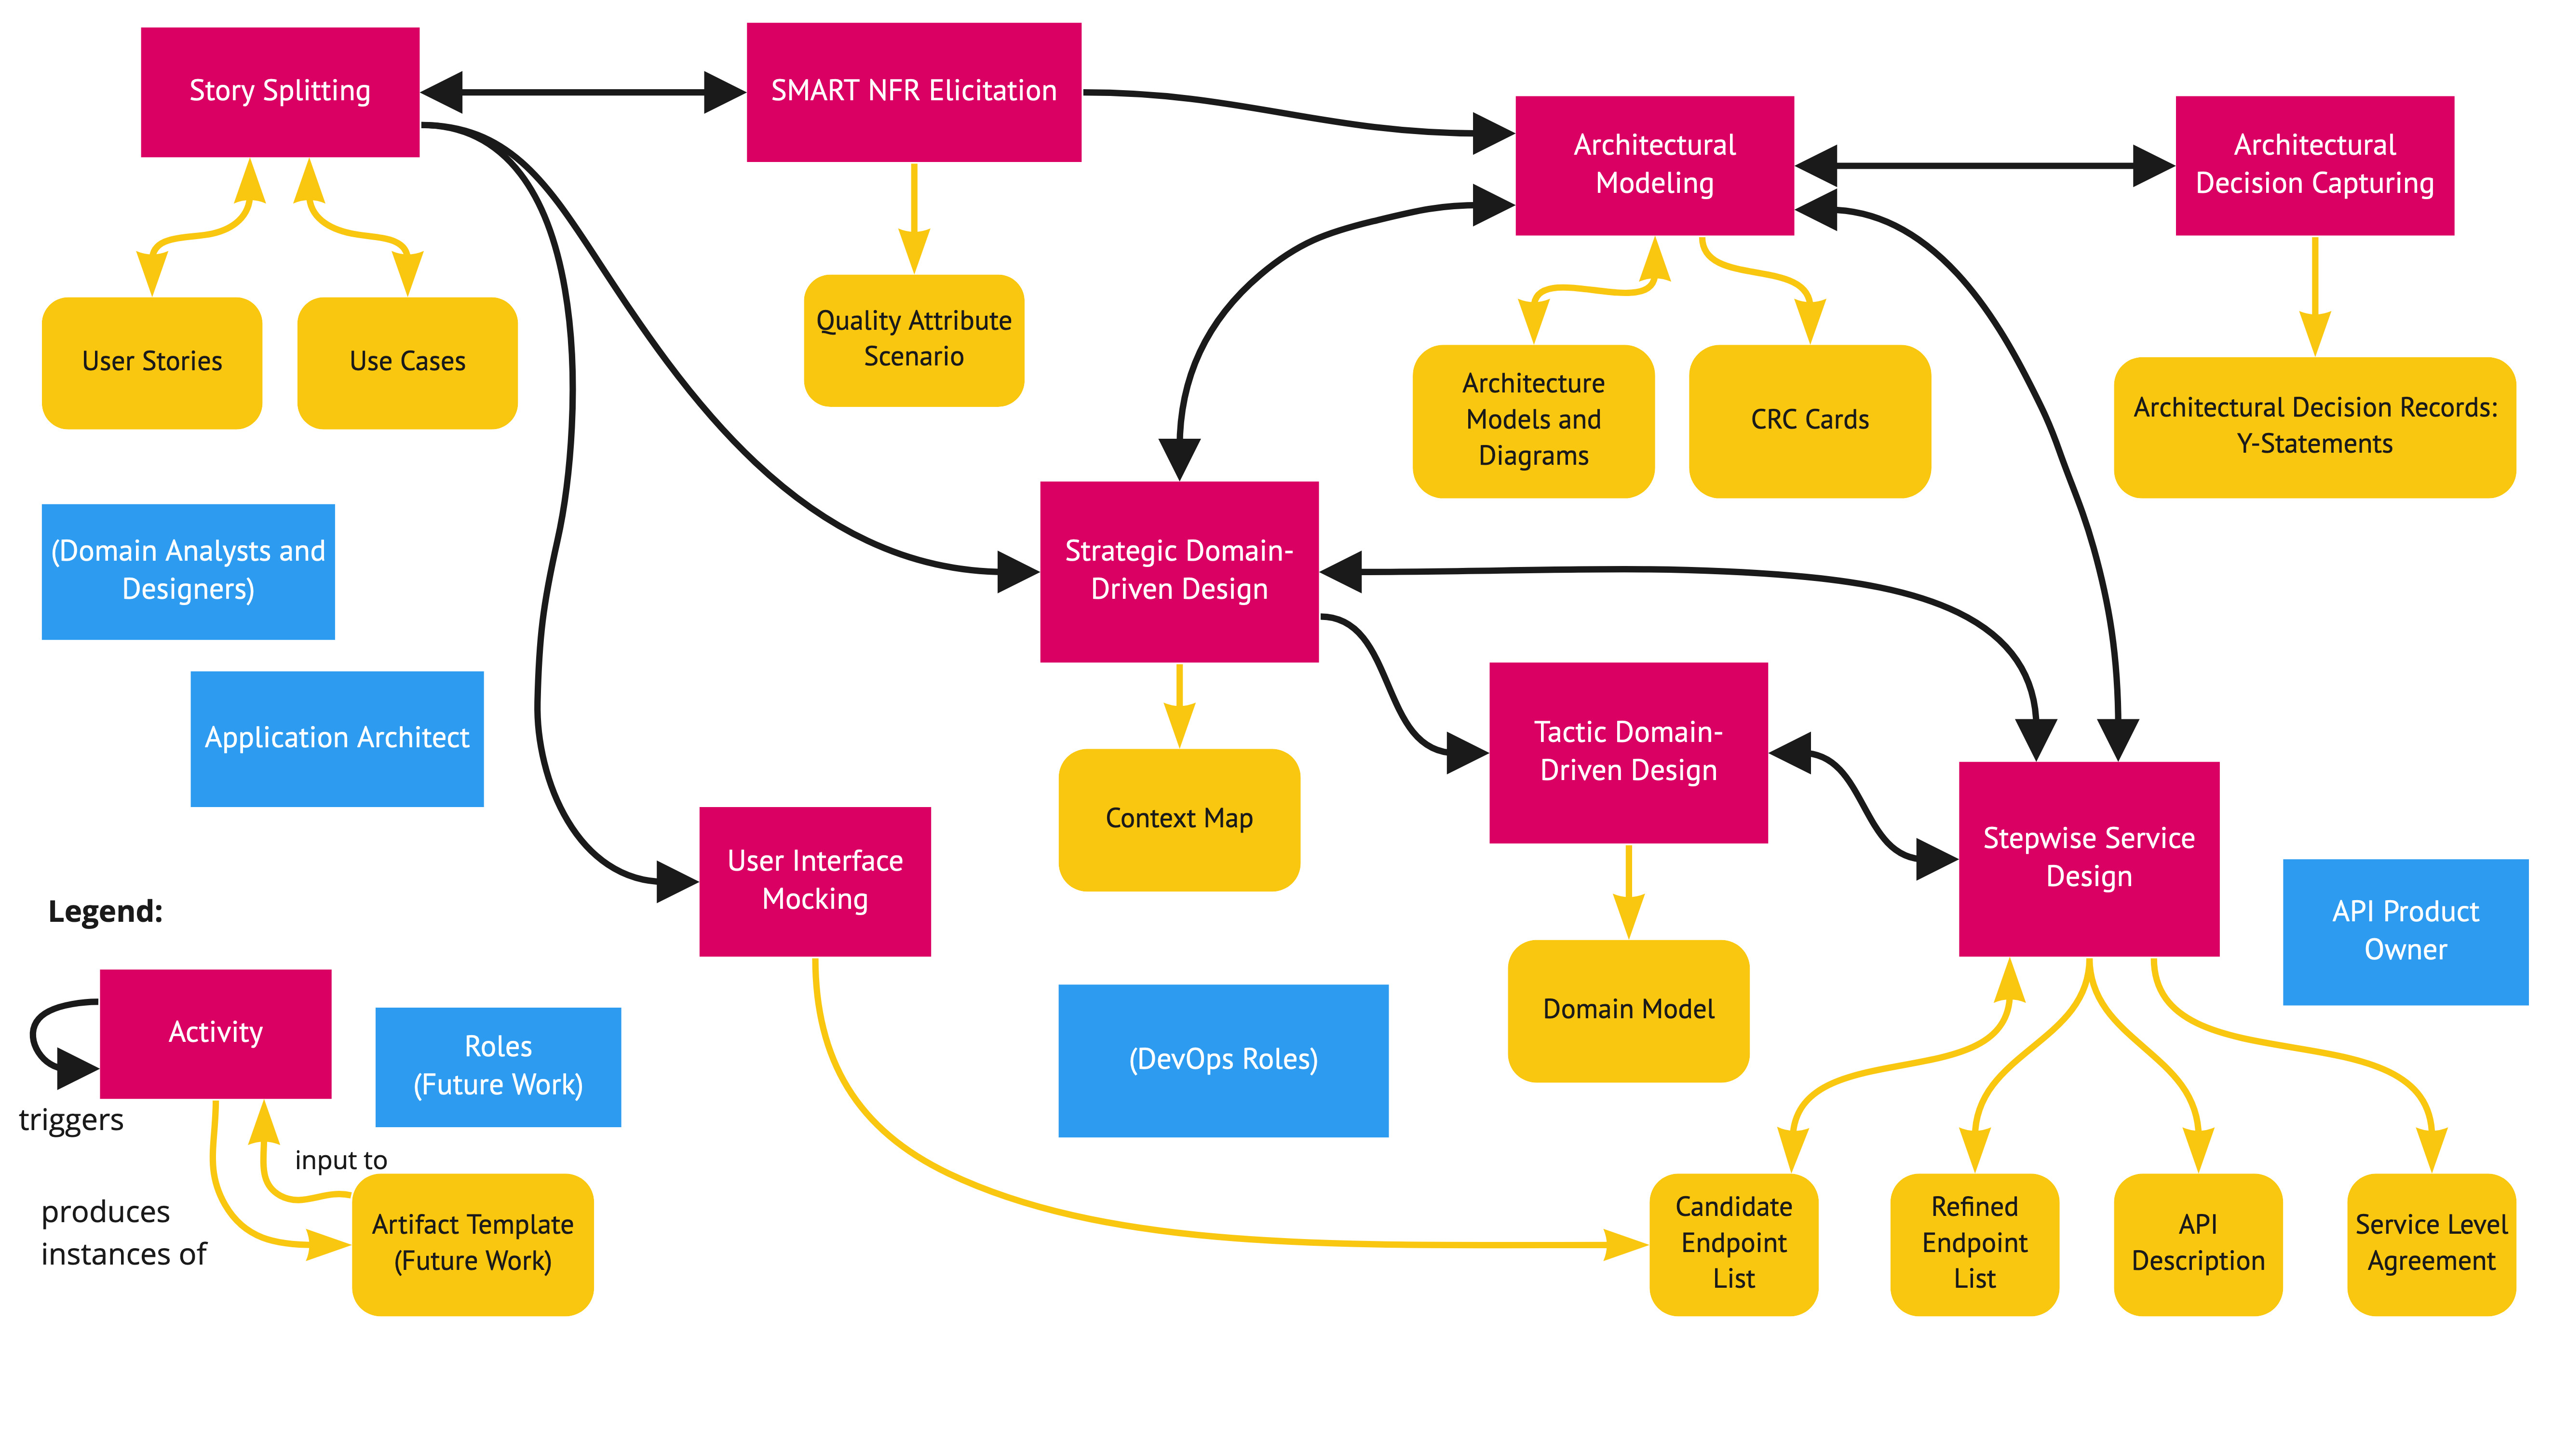 Story Splitting
SMART NFR Elicitation
Architectural
Modeling
Architectural
Decision Capturing
User Stories
Use Cases
Quality Attribute
Scenario
Architecture
Models and
Diagrams
CRC Cards
Architectural Decision Records:
Y-Statements
(Domain Analysts and
Designers)
Strategic Domain-
Driven Design
Application Architect
Tactic Domain-
Driven Design
Context Map
User Interface
Mocking
Stepwise Service
Design
API Product
Owner
Legend:
Activity
Roles
(Future Work)
(DevOps Roles)
Domain Model
triggers
input to
produces
instances of
Artifact Template
(Future Work)
Candidate
Endpoint
List
Refined
Endpoint
List
API
Description
Service Level
Agreement